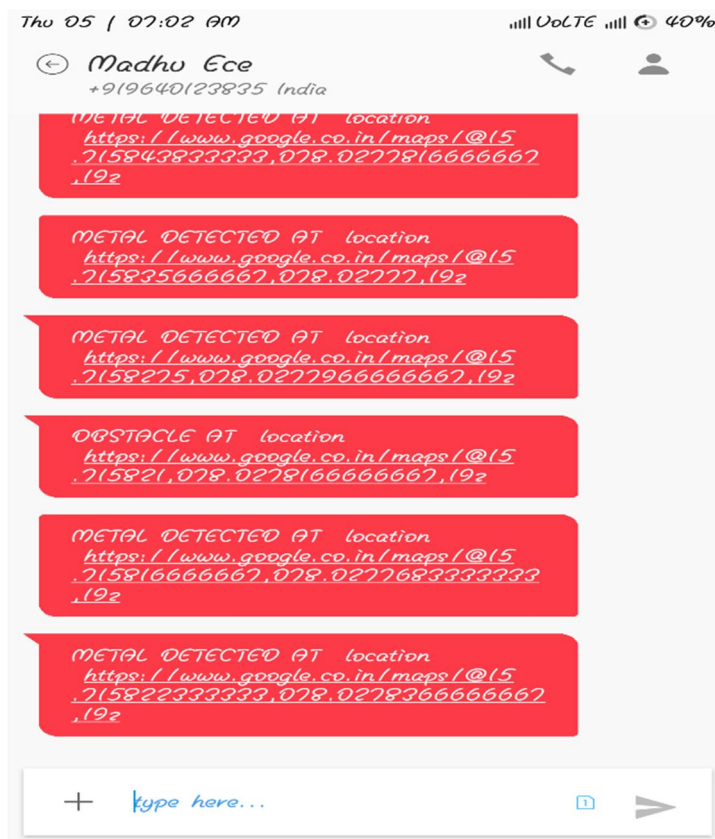 Thu 05 / 07:02 AM VoLTE 40%
Madhu Ece
+919640123835 India
METAL DETECTED AT location
https://www.google.co.in/maps/@15
.715843833333,078.0277816666667
,19z
METAL DETECTED AT location
https://www.google.co.in/maps/@15
.715835666667,078.02777,19z
METAL DETECTED AT location
https://www.google.co.in/maps/@15
.7158275,078.0277966666667,19z
OBSTACLE AT location
https://www.google.co.in/maps/@15
.715821,078.0278166666667,19z
METAL DETECTED AT location
https://www.google.co.in/maps/@15
.715816666667,078.0277683333333
,19z
METAL DETECTED AT location
https://www.google.co.in/maps/@15
.715822333333,078.0278366666667
,19z
type here...
1